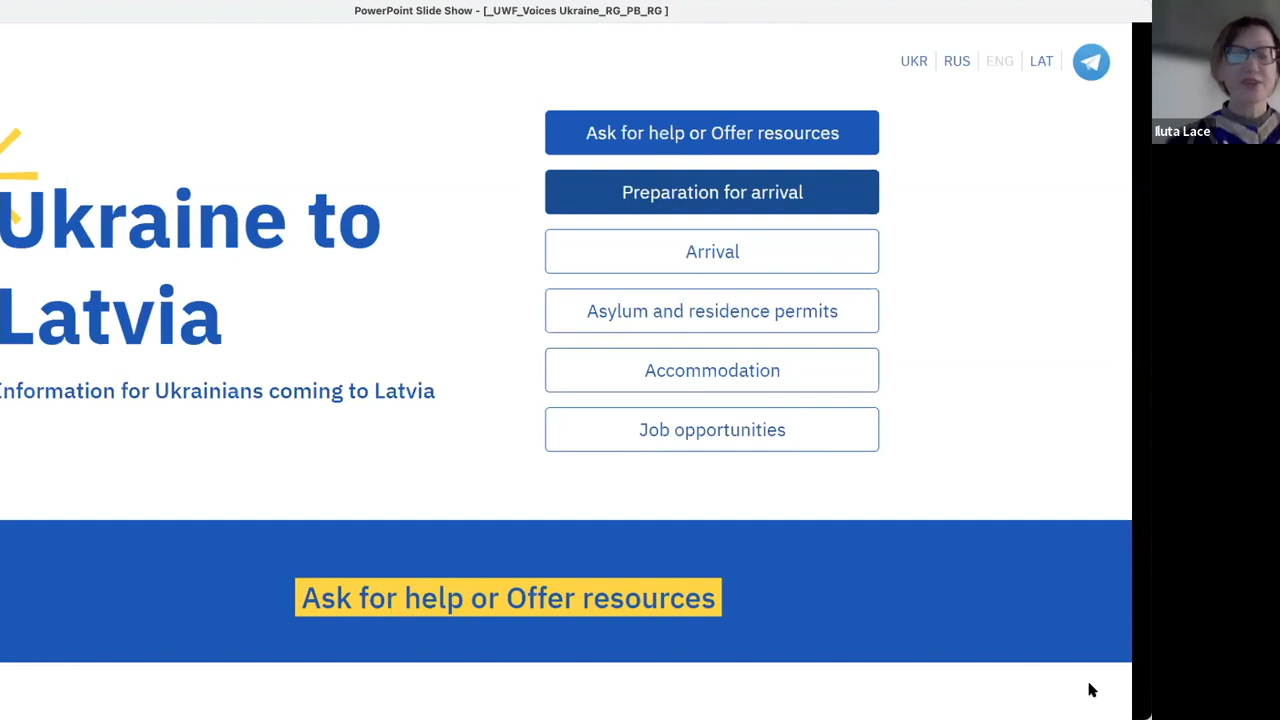 PowerPoint Slide Show - [_UWF_Voices Ukraine_RG_PB_RG ]
UKR RUS ENG LAT
Iluta Lace
Ask for help or Offer resources
Preparation for arrival
Arrival
Asylum and residence permits
Accommodation
Job opportunities
Ukraine to
Latvia
Information for Ukrainians coming to Latvia
Ask for help or Offer resources